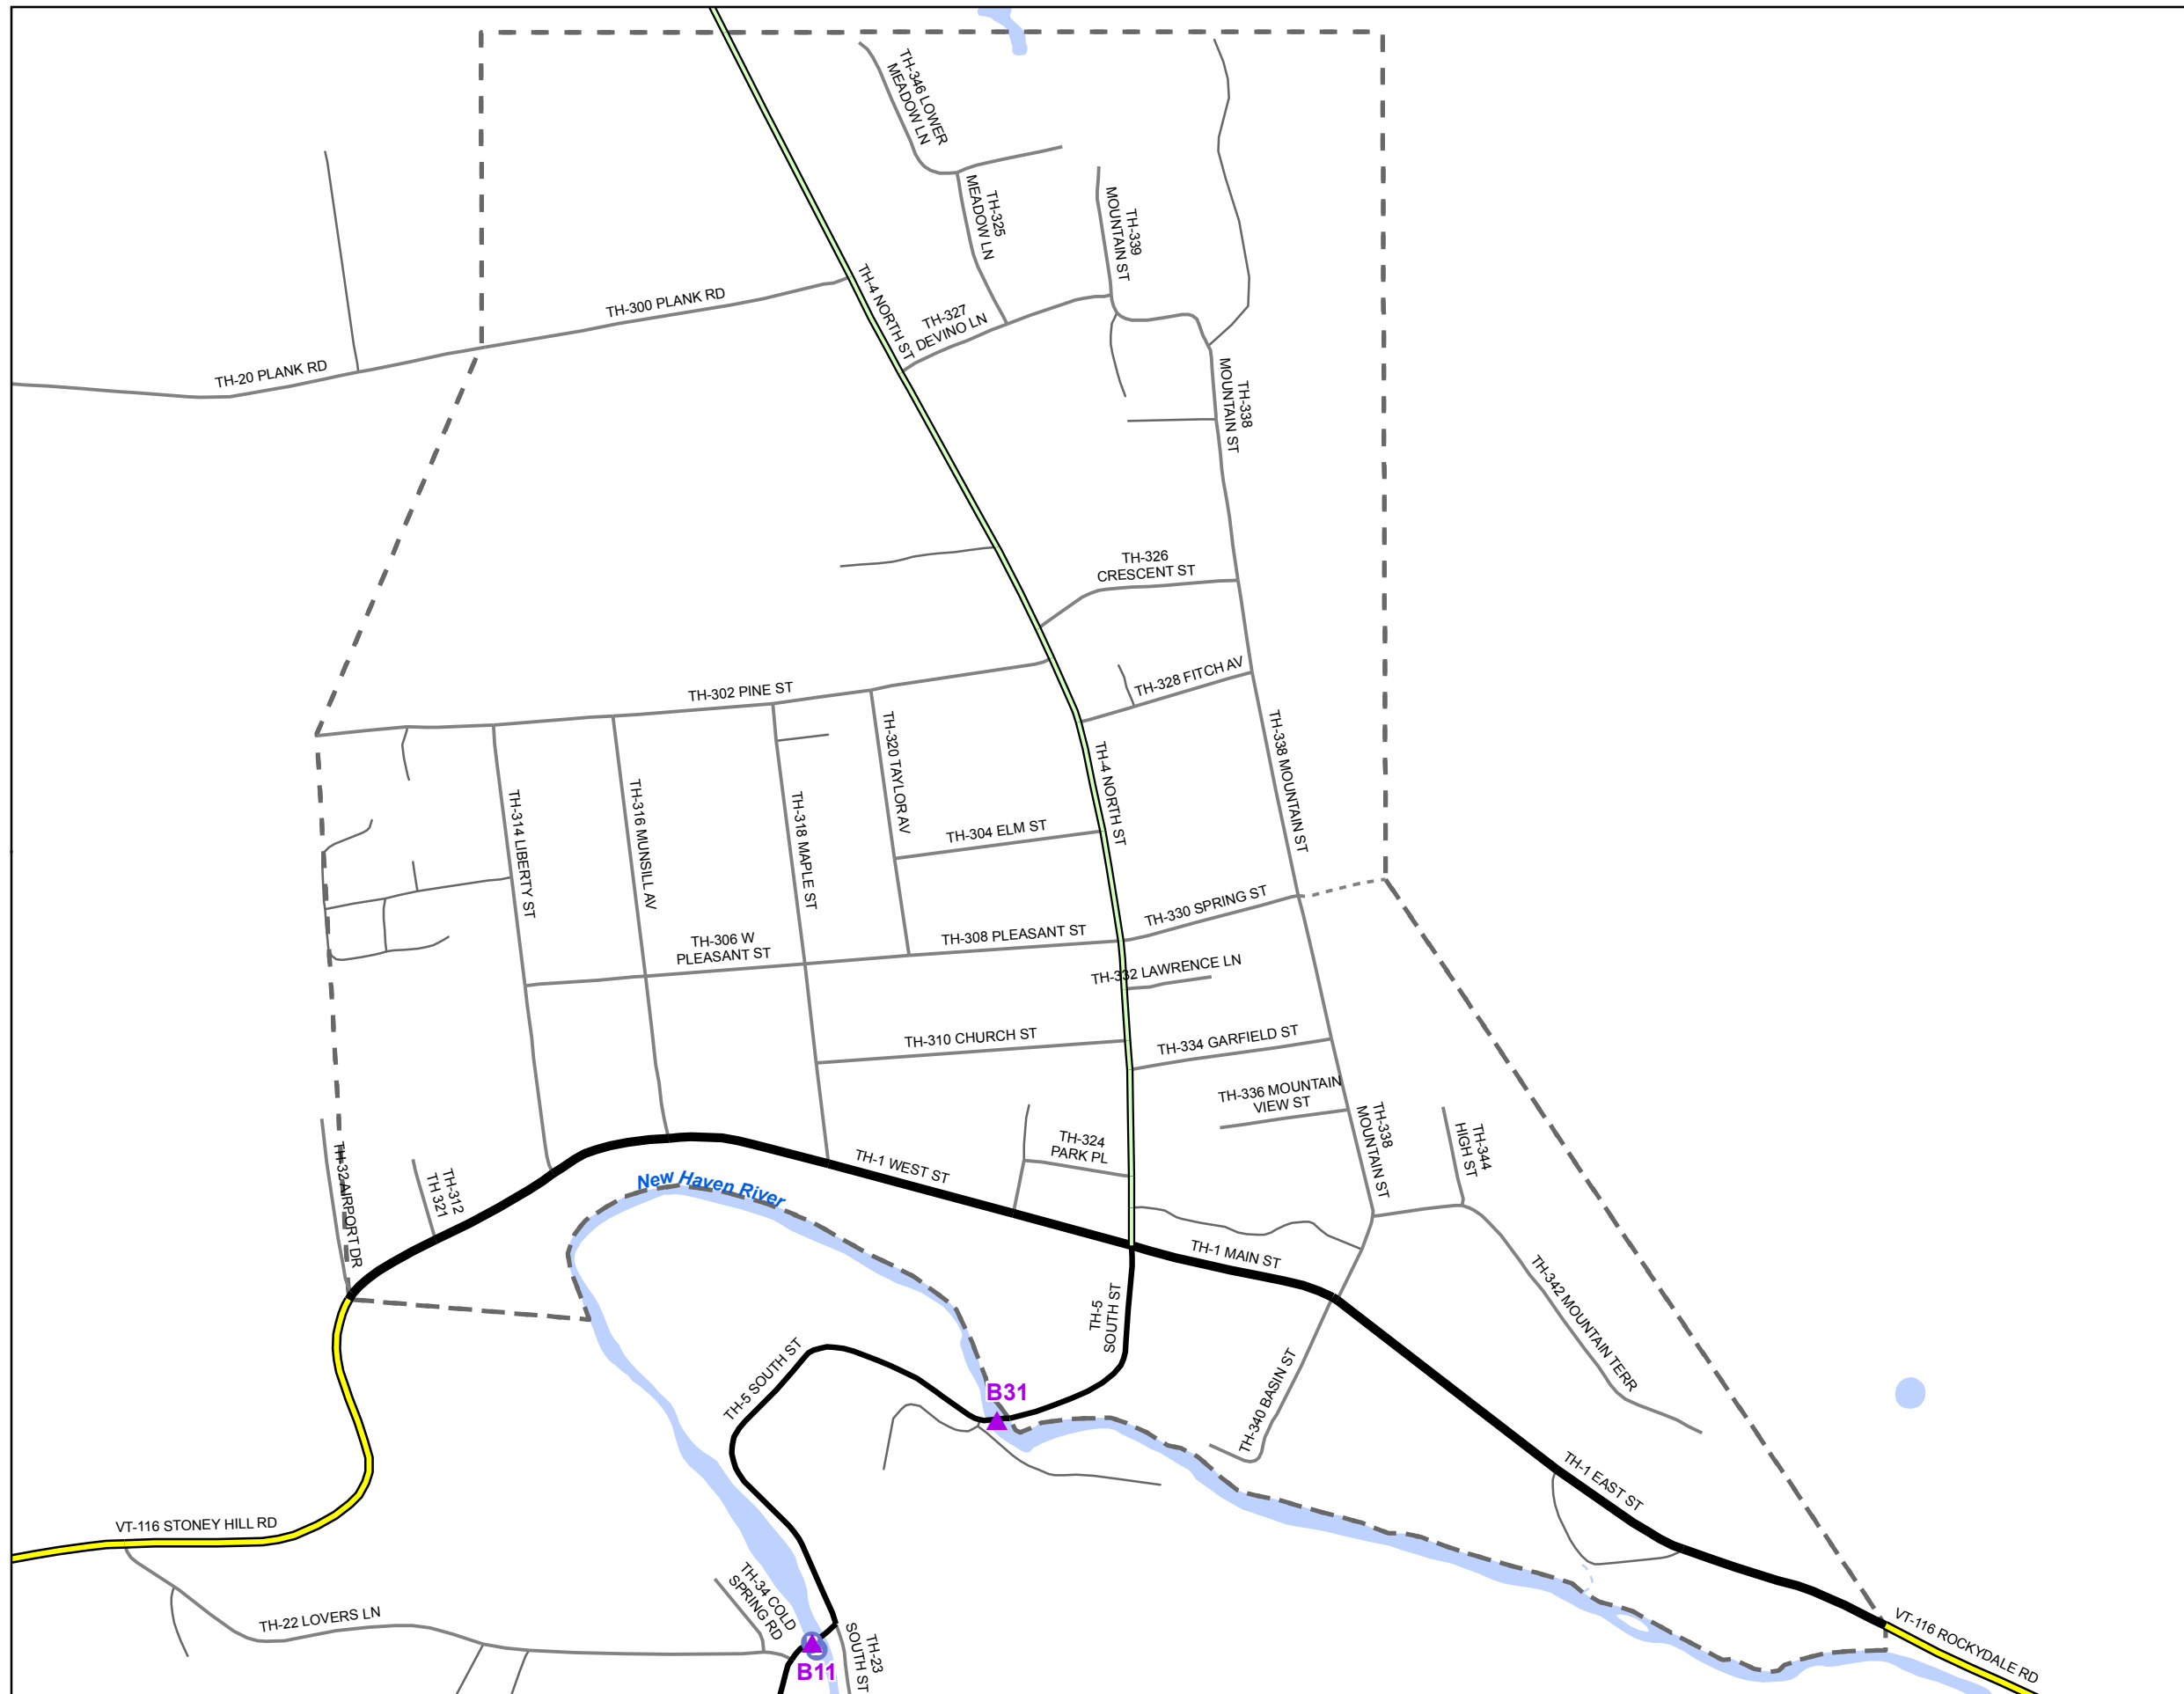 TH-346 LOWER
MEADOW LN
TH-325
MEADOW LN
TH-339
MOUNTAIN ST
TH-300 PLANK RD
TH-4 NORTH ST
TH-327
DEVINO LN
TH-20 PLANK RD
TH-338
MOUNTAIN ST
TH-326
CRESCENT ST
TH-328 FITCH AV
TH-302 PINE ST
TH-320 TAYLOR AV
TH-4 NORTH ST
TH-338 MOUNTAIN ST
TH-314 LIBERTY ST
TH-316 MUNSILL AV
TH-318 MAPLE ST
TH-304 ELM ST
TH-330 SPRING ST
TH-306 W
PLEASANT ST
TH-308 PLEASANT ST
TH-332 LAWRENCE LN
TH-310 CHURCH ST
TH-334 GARFIELD ST
TH-336 MOUNTAIN
VIEW ST
TH-338
MOUNTAIN ST
TH-344
HIGH ST
TH-324
PARK PL
TH-32 AIRPORT DR
TH-312
TH 321
TH-1 WEST ST
New Haven River
TH-1 MAIN ST
TH-342 MOUNTAIN TERR
TH-5
SOUTH ST
TH-5 SOUTH ST
B31
TH-340 BASIN ST
TH-1 EAST ST
VT-116 STONEY HILL RD
TH-34 COLD
SPRING RD
TH-22 LOVERS LN
TH-23
SOUTH ST
B11
VT-116 ROCKYDALE RD